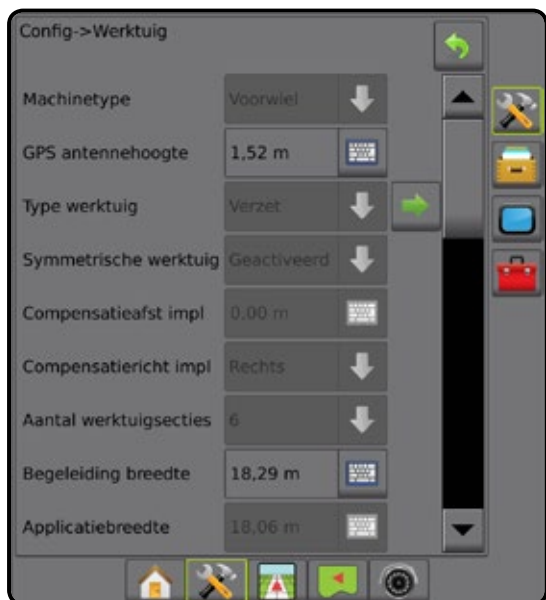 Config->Werktuig
Machinetype Voorwiel
GPS antennehoogte 1,52 m
Type werktuig Verzet
Symmetrische werktuig Geactiveerd
Compensatieafst impl 0,00 m
Compensatiericht impl Rechts
Aantal werktuigsecties 6
Begeleiding breedte 18,29 m
Applicatiebreedte 18,06 m